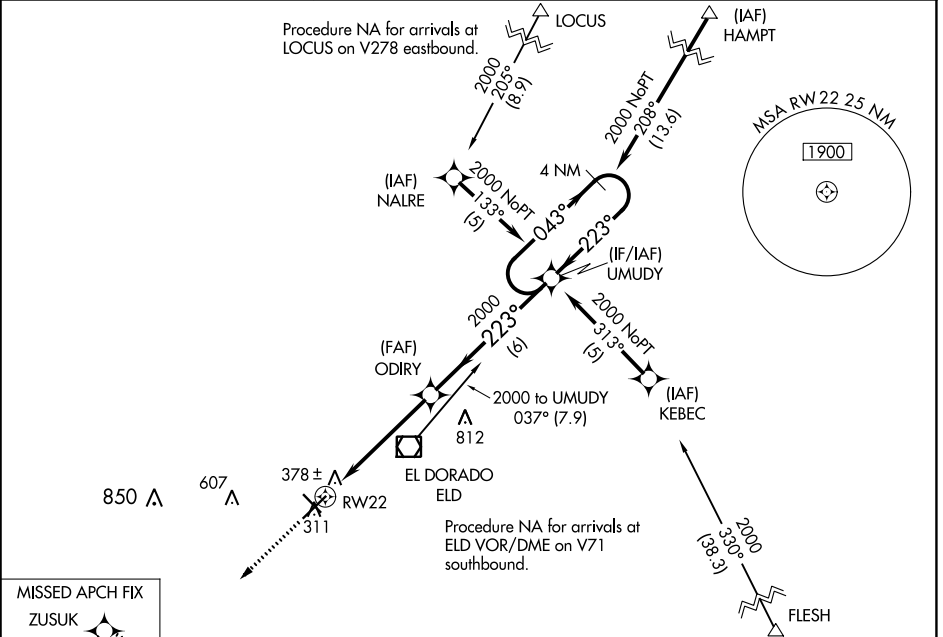 Procedure NA for arrivals at
LOCUS on V278 eastbound.
LOCUS
2000
205°
(8.9)
(IAF)
HAMPT
2000 NoPT
208°
(13.6)
MSA RW22 25 NM
1900
(IAF)
NALRE
2000 NoPT
133°
(5)
4 NM
043°
223°
(IF/IAF)
UMUDY
2000
223°
(6)
2000 NoPT
313°
(5)
(IAF)
KEBEC
(FAF)
ODIRY
2000 to UMUDY
037° (7.9)
812
EL DORADO
ELD
850
607
378 ±
RW22
311
Procedure NA for arrivals at
ELD VOR/DME on V71
southbound.
2000
330°
(38.3)
FLESH
MISSED APCH FIX
ZUSUK